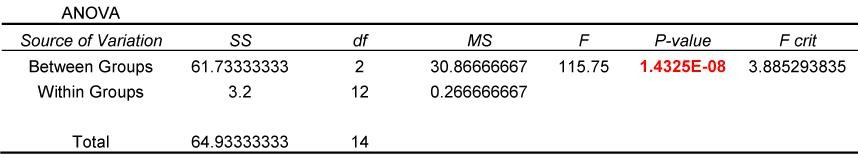 ANOVA
Source of Variation SS df MS F P-value F crit
Between Groups 61.73333333 2 30.86666667 115.75 1.4325E-08 3.885293835
Within Groups 3.2 12 0.266666667
Total 64.93333333 14